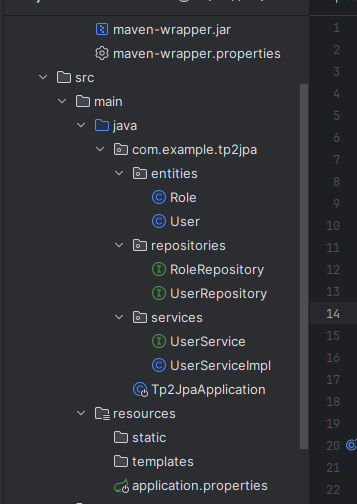 maven-wrapper.jar
maven-wrapper.properties
src
main
java
com.example.tp2jpa
entities
Role
User
repositories
RoleRepository
UserRepository
services
UserService
UserServiceImpl
Tp2JpaApplication
resources
static
templates
application.properties
1
2
3
4
5
6
7
8
9
10
11
12
13
14
15
16
17
18
19
20
21
22